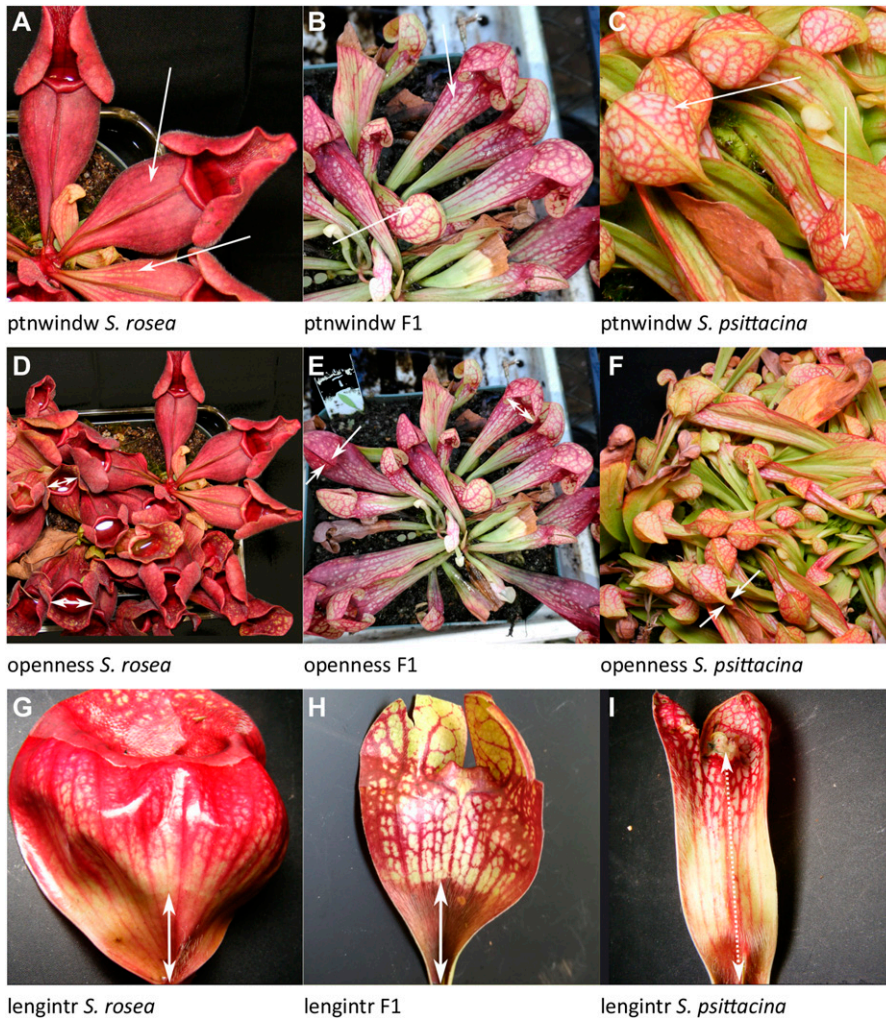 A
B
C
ptnwindw S. rosea
ptnwindw F1
ptnwindw S. psittacina
D
E
F
openness S. rosea
openness F1
openness S. psittacina
G
H
I
lengintr S. rosea
lengintr F1
lengintr S. psittacina